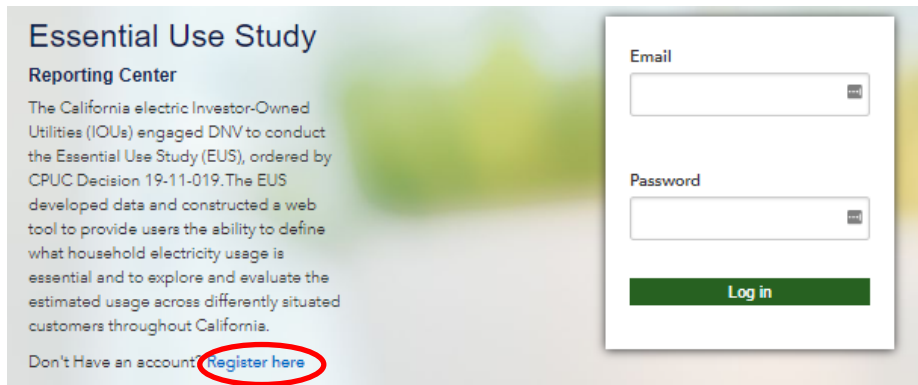 Essential Use Study
Reporting Center
The California electric Investor-Owned
Utilities (IOUs) engaged DNV to conduct
the Essential Use Study (EUS), ordered by
CPUC Decision 19-11-019.The EUS
developed data and constructed a web
tool to provide users the ability to define
what household electricity usage is
essential and to explore and evaluate the
estimated usage across differently situated
customers throughout California.
Don't Have an account? Register here
Email
Password
Log in